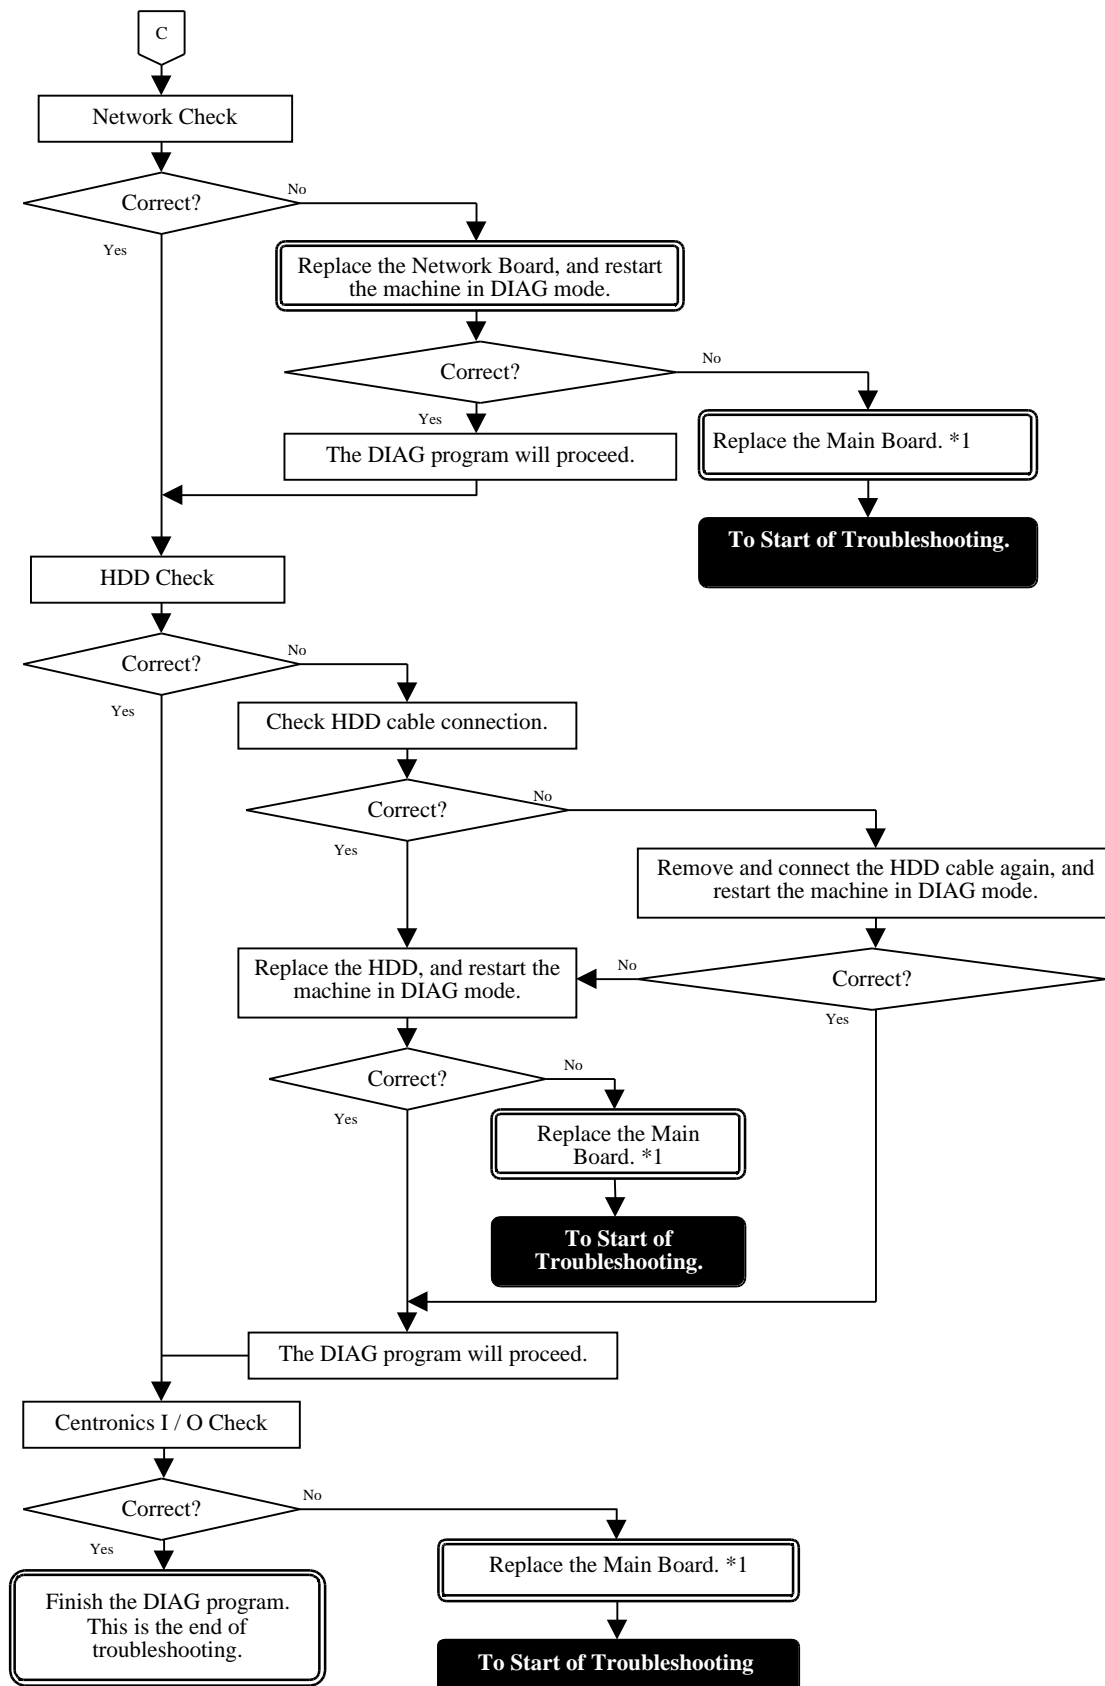 C
Network Check
Correct?
No
Yes
Replace the Network Board, and restart
the machine in DIAG mode.
Correct?
No
Yes
Replace the Main Board. *1
The DIAG program will proceed.
To Start of Troubleshooting.
HDD Check
Correct?
No
Yes
Check HDD cable connection.
Correct?
No
Yes
Remove and connect the HDD cable again, and
restart the machine in DIAG mode.
Replace the HDD, and restart the
machine in DIAG mode.
No
Correct?
Yes
Correct?
No
Yes
Replace the Main
Board. *1
To Start of
Troubleshooting.
The DIAG program will proceed.
Centronics I / O Check
Correct?
No
Yes
Replace the Main Board. *1
Finish the DIAG program.
This is the end of
troubleshooting.
To Start of Troubleshooting